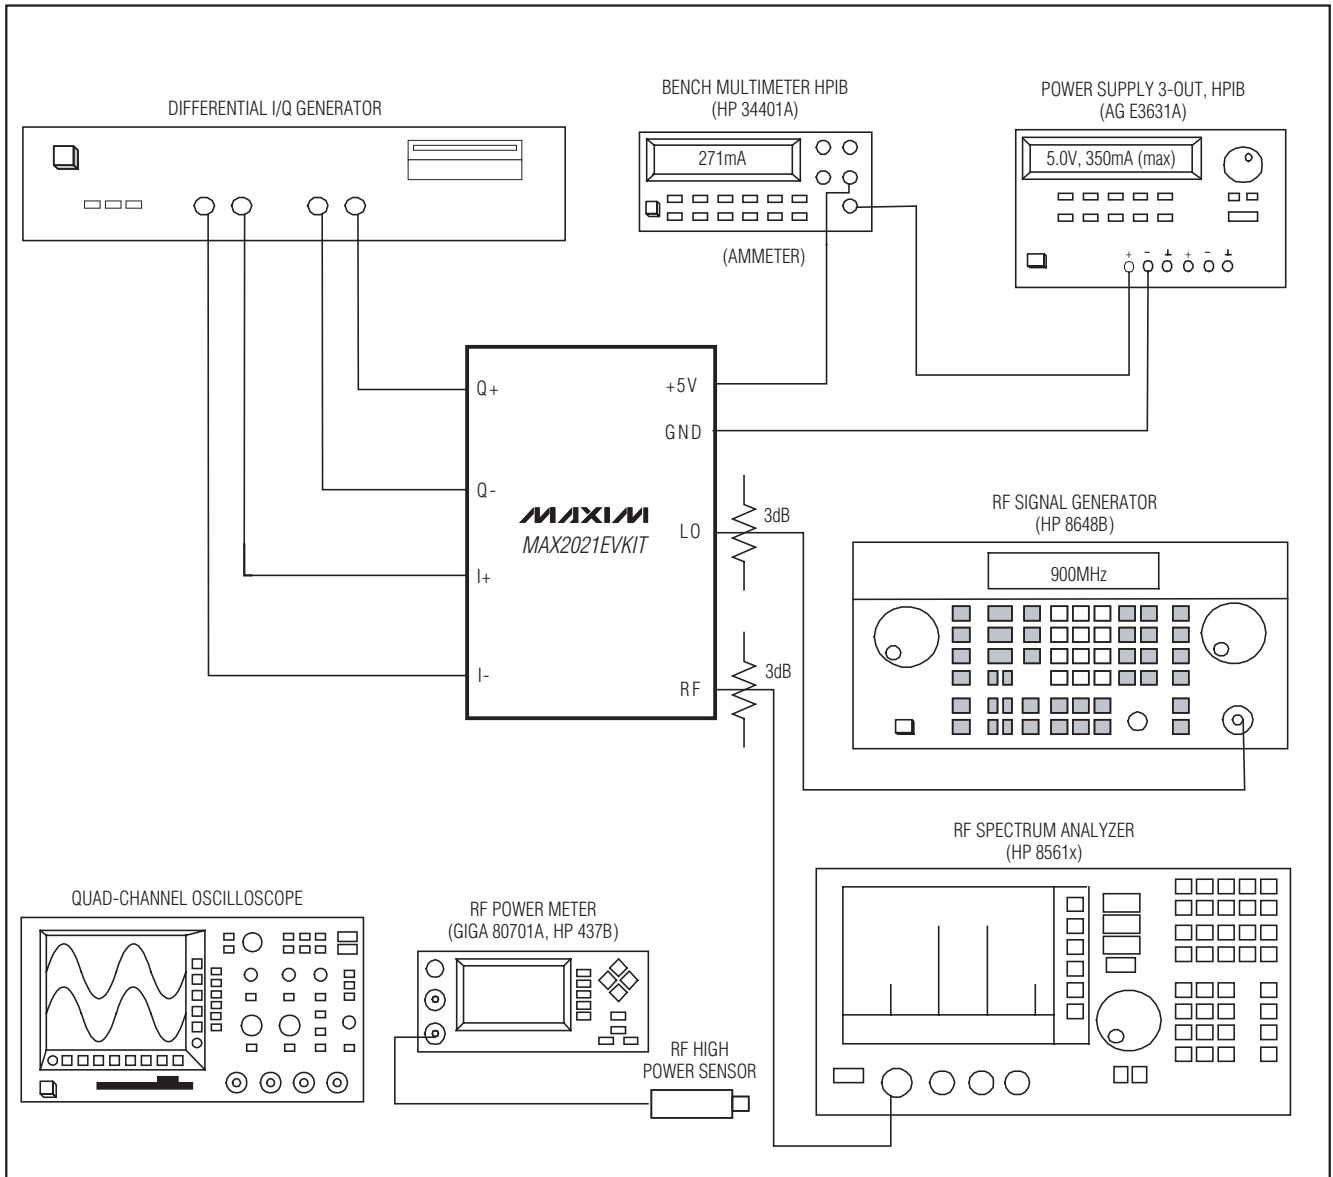 DIFFERENTIAL I/Q GENERATOR
BENCH MULTIMETER HPIB
(HP 34401A)
271mA
(AMMETER)
POWER SUPPLY 3-OUT, HPIB
(AG E3631A)
5.0V, 350mA (max)
+ - ⊥ + - ⊥
Q+
Q-
I+
I-
+5V
GND
LO
RF
MAXIM
MAX2021EVKIT
3dB
3dB
RF SIGNAL GENERATOR
(HP 8648B)
900MHz
RF SPECTRUM ANALYZER
(HP 8561x)
QUAD-CHANNEL OSCILLOSCOPE
RF POWER METER
(GIGA 80701A, HP 437B)
RF HIGH
POWER SENSOR